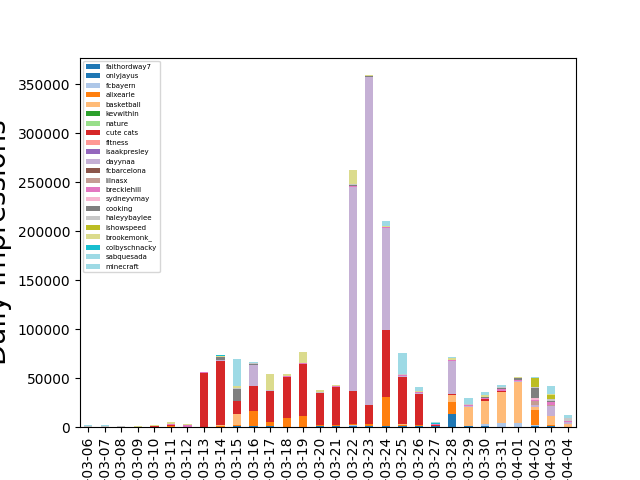 350000
300000
250000
200000
150000
100000
50000
0
faithordway7
onlyjayus
fcbayern
alixearle
basketball
kevwithin
nature
cute cats
fitness
isaakpresley
dayynaa
fcbarcelona
ilinasx
breckiehill
sydneyvmay
cooking
haleyybaylee
ishowspeed
brookemonk_
colbyschnacky
sabquesada
minecraft
03-06
03-07
03-08
03-09
03-10
03-11
03-12
03-13
03-14
03-15
03-16
03-17
03-18
03-19
03-20
03-21
03-22
03-23
03-24
03-25
03-26
03-27
03-28
03-29
03-30
03-31
04-01
04-02
04-03
04-04